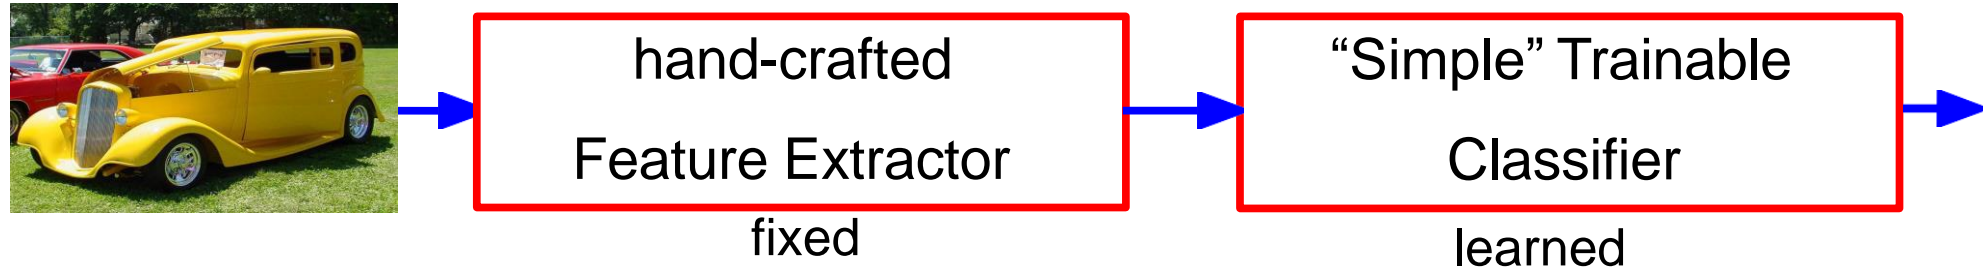 hand-crafted
Feature Extractor
fixed
“Simple” Trainable
Classifier
learned